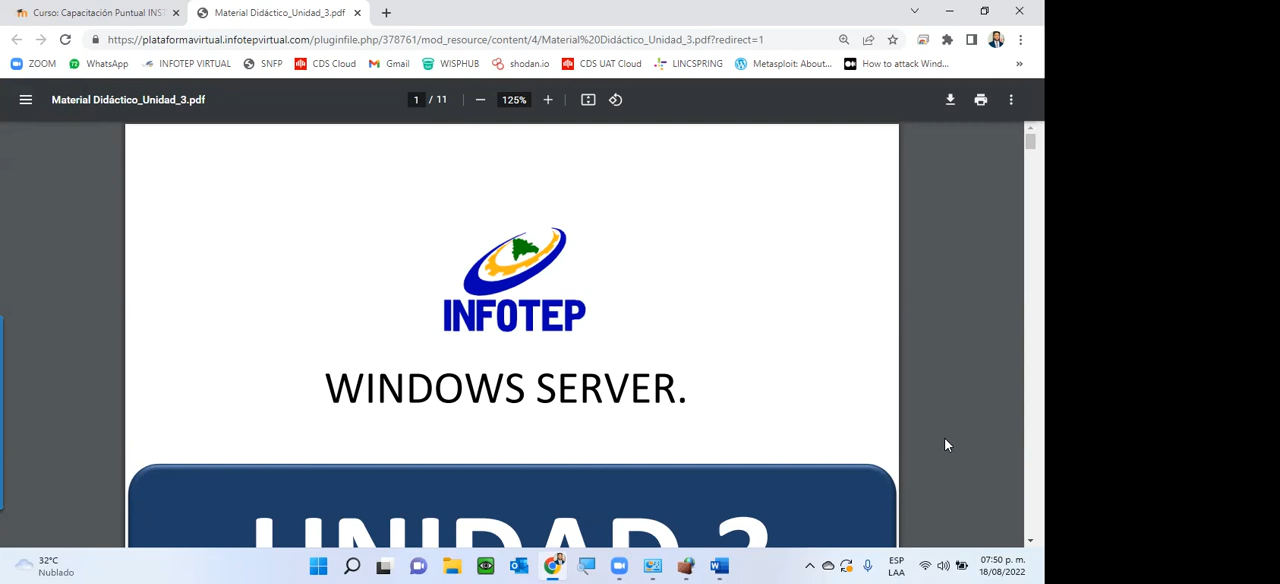 Curso: Capacitación Puntual INS
Material Didáctico_Unidad_3.pdf
https://plataformavirtual.infotepvirtual.com/pluginfile.php/378761/mod_resource/content/4/Material%20Didáctico_Unidad_3.pdf?redirect=1
ZOOM
WhatsApp
INFOTEP VIRTUAL
SNFP
CDS Cloud
Gmail
WISPHUB
shodan.io
CDS UAT Cloud
LINCSPRING
Metasploit: About...
How to attack Wind...
»
Material Didáctico_Unidad_3.pdf
1 / 11
125%
INFOTEP
WINDOWS SERVER.
UNIDAD 3
32°C
Nublado
ESP
LAA
07:50 p. m.
18/08/2022